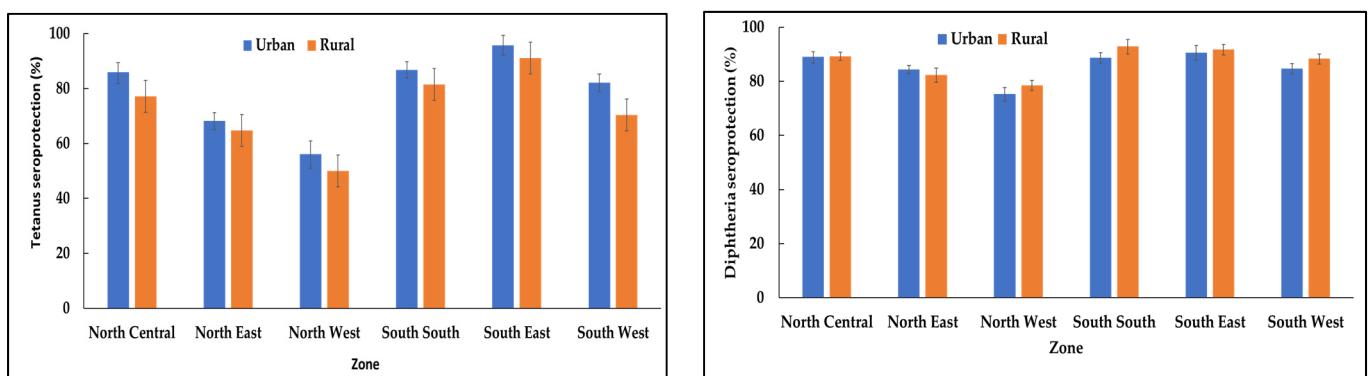 Tetanus seroprotection (%)
100
80
60
40
20
0
Urban Rural
North Central North East North West South South South East South West
Zone
Diphtheria seroprotection (%)
100
80
60
40
20
0
Urban Rural
North Central North East North West South South South East South West
Zone